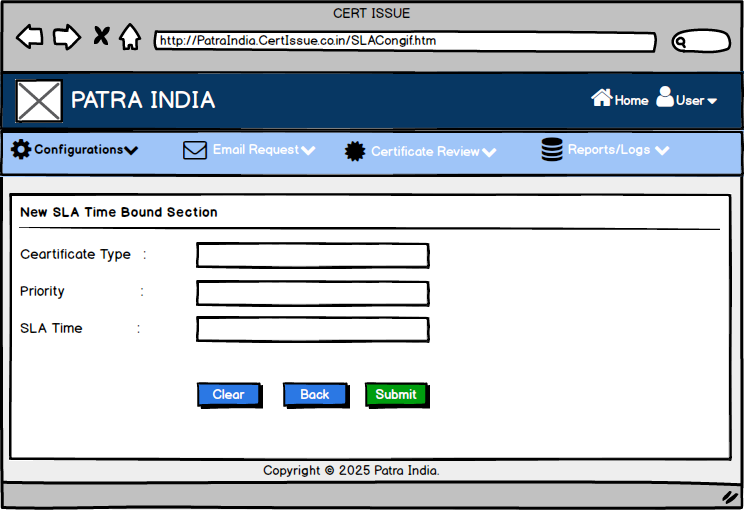 CERT ISSUE
http://PatraIndia.CertIssue.co.in/SLACongif.htm
PATRA INDIA
Home User
Configurations Email Request Certificate Review Reports/Logs
New SLA Time Bound Section
Ceartificate Type :
Priority :
SLA Time :
Clear Back Submit
Copyright © 2025 Patra India.